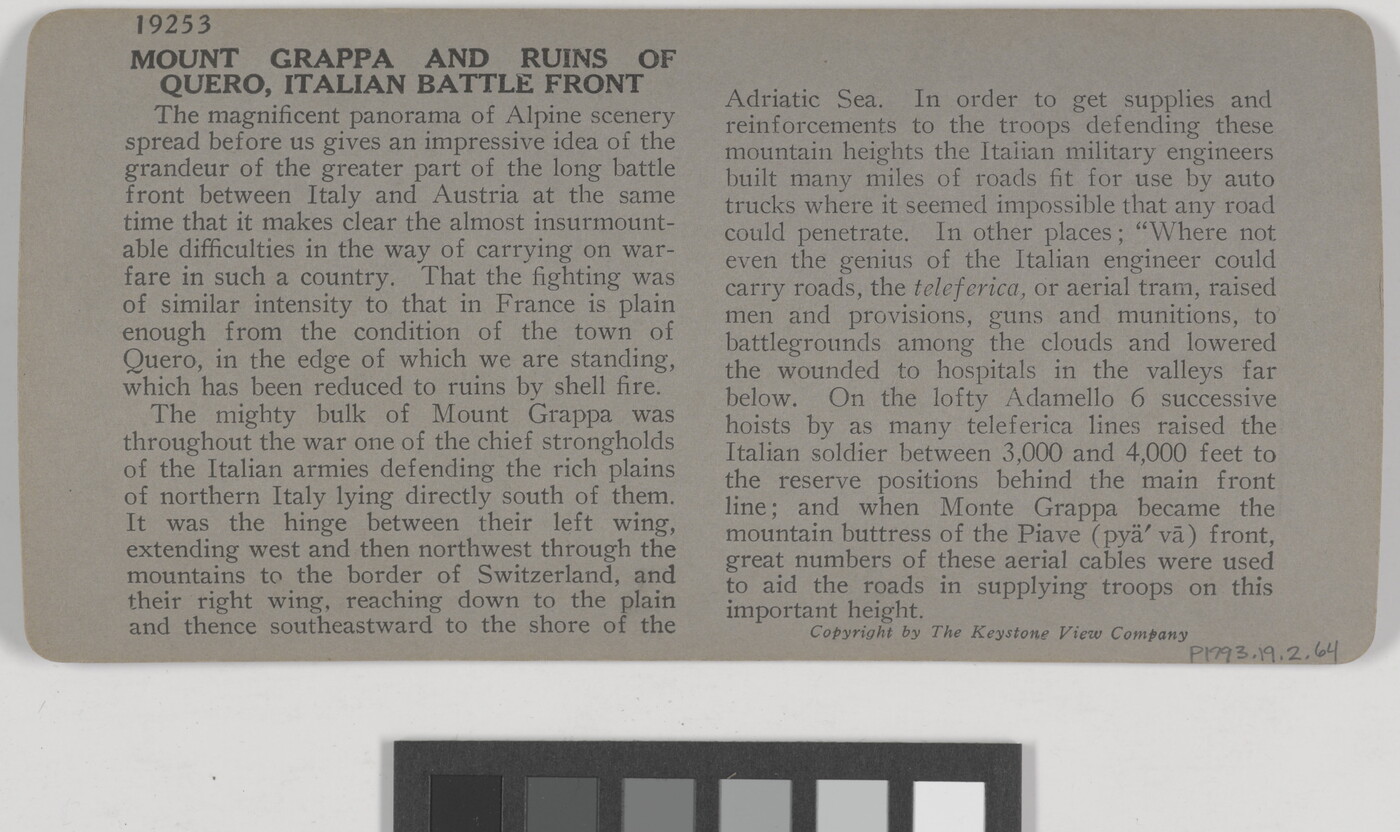 19253
MOUNT GRAPPA AND RUINS OF
QUERO, ITALIAN BATTLE FRONT
The magnificent panorama of Alpine scenery
spread before us gives an impressive idea of the
grandeur of the greater part of the long battle
front between Italy and Austria at the same
time that it makes clear the almost insurmount-
able difficulties in the way of carrying on war-
fare in such a country. That the fighting was
of similar intensity to that in France is plain
enough from the condition of the town of
Quero, in the edge of which we are standing,
which has been reduced to ruins by shell fire.
The mighty bulk of Mount Grappa was
throughout the war one of the chief strongholds
of the Italian armies defending the rich plains
of northern Italy lying directly south of them.
It was the hinge between their left wing,
extending west and then northwest through the
mountains to the border of Switzerland, and
their right wing, reaching down to the plain
and thence southeastward to the shore of the
Adriatic Sea. In order to get supplies and
reinforcements to the troops defending these
mountain heights the Italian military engineers
built many miles of roads fit for use by auto
trucks where it seemed impossible that any road
could penetrate. In other places; “Where not
even the genius of the Italian engineer could
carry roads, the teleferica, or aerial tram, raised
men and provisions, guns and munitions, to
battlegrounds among the clouds and lowered
the wounded to hospitals in the valleys far
below. On the lofty Adamello 6 successive
hoists by as many teleferica lines raised the
Italian soldier between 3,000 and 4,000 feet to
the reserve positions behind the main front
line; and when Monte Grappa became the
mountain buttress of the Piave (pyä′ vā) front,
great numbers of these aerial cables were used
to aid the roads in supplying troops on this
important height.
Copyright by The Keystone View Company
P1793.19.2.64